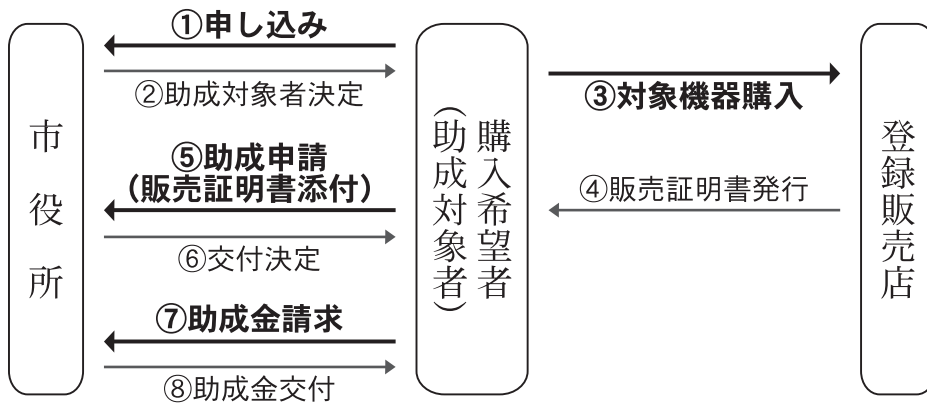 市役所
①申し込み
②助成対象者決定
⑤助成申請
（販売証明書添付）
⑥交付決定
⑦助成金請求
⑧助成金交付
購入希望者
（助成対象者）
③対象機器購入
④販売証明書発行
登録販売店